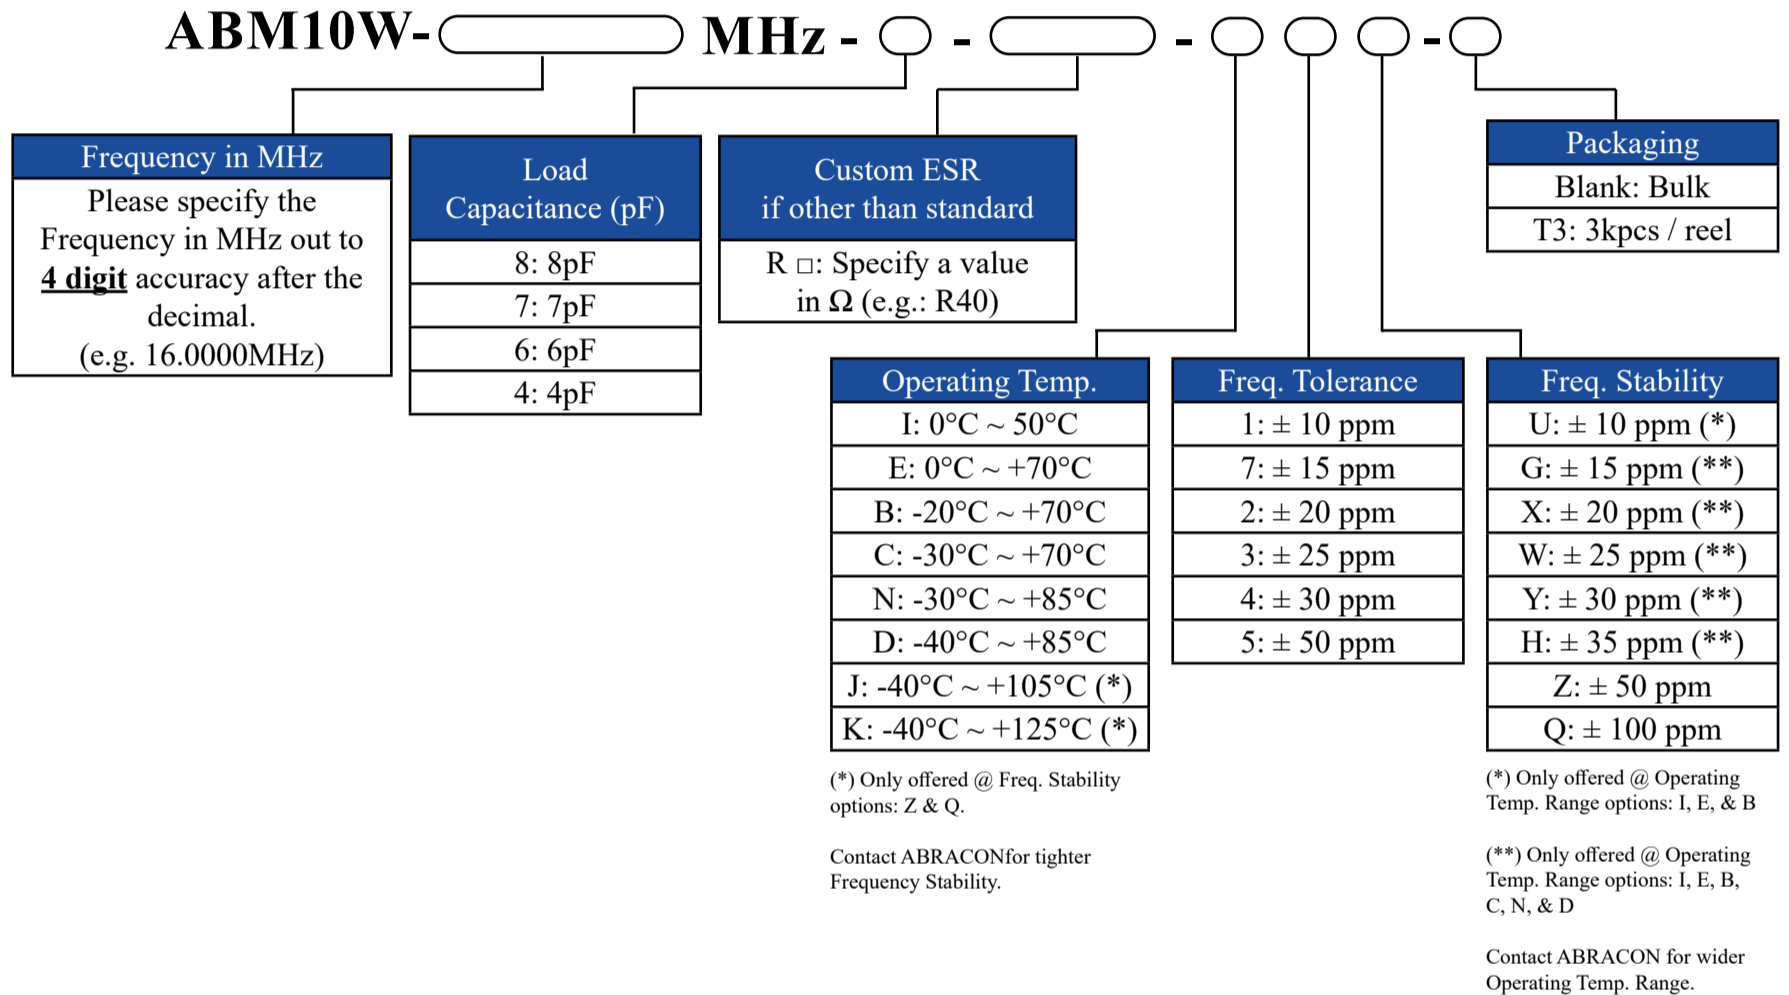 ABM10W- MHz - - - -
Frequency in MHz
Please specify the
Frequency in MHz out to
4 digit accuracy after the
decimal.
(e.g. 16.0000MHz)
Load
Capacitance (pF)
8: 8pF
7: 7pF
6: 6pF
4: 4pF
Custom ESR
if other than standard
R □: Specify a value
in Ω (e.g.: R40)
Packaging
Blank: Bulk
T3: 3kpcs / reel
Operating Temp.
I: 0°C ~ 50°C
E: 0°C ~ +70°C
B: -20°C ~ +70°C
C: -30°C ~ +70°C
N: -30°C ~ +85°C
D: -40°C ~ +85°C
J: -40°C ~ +105°C (*)
K: -40°C ~ +125°C (*)
(*) Only offered @ Freq. Stability
options: Z & Q.
Contact ABRACONfor tighter
Frequency Stability.
Freq. Tolerance
1: ± 10 ppm
7: ± 15 ppm
2: ± 20 ppm
3: ± 25 ppm
4: ± 30 ppm
5: ± 50 ppm
Freq. Stability
U: ± 10 ppm (*)
G: ± 15 ppm (**)
X: ± 20 ppm (**)
W: ± 25 ppm (**)
Y: ± 30 ppm (**)
H: ± 35 ppm (**)
Z: ± 50 ppm
Q: ± 100 ppm
(*) Only offered @ Operating
Temp. Range options: I, E, & B
(**) Only offered @ Operating
Temp. Range options: I, E, B,
C, N, & D
Contact ABRACON for wider
Operating Temp. Range.